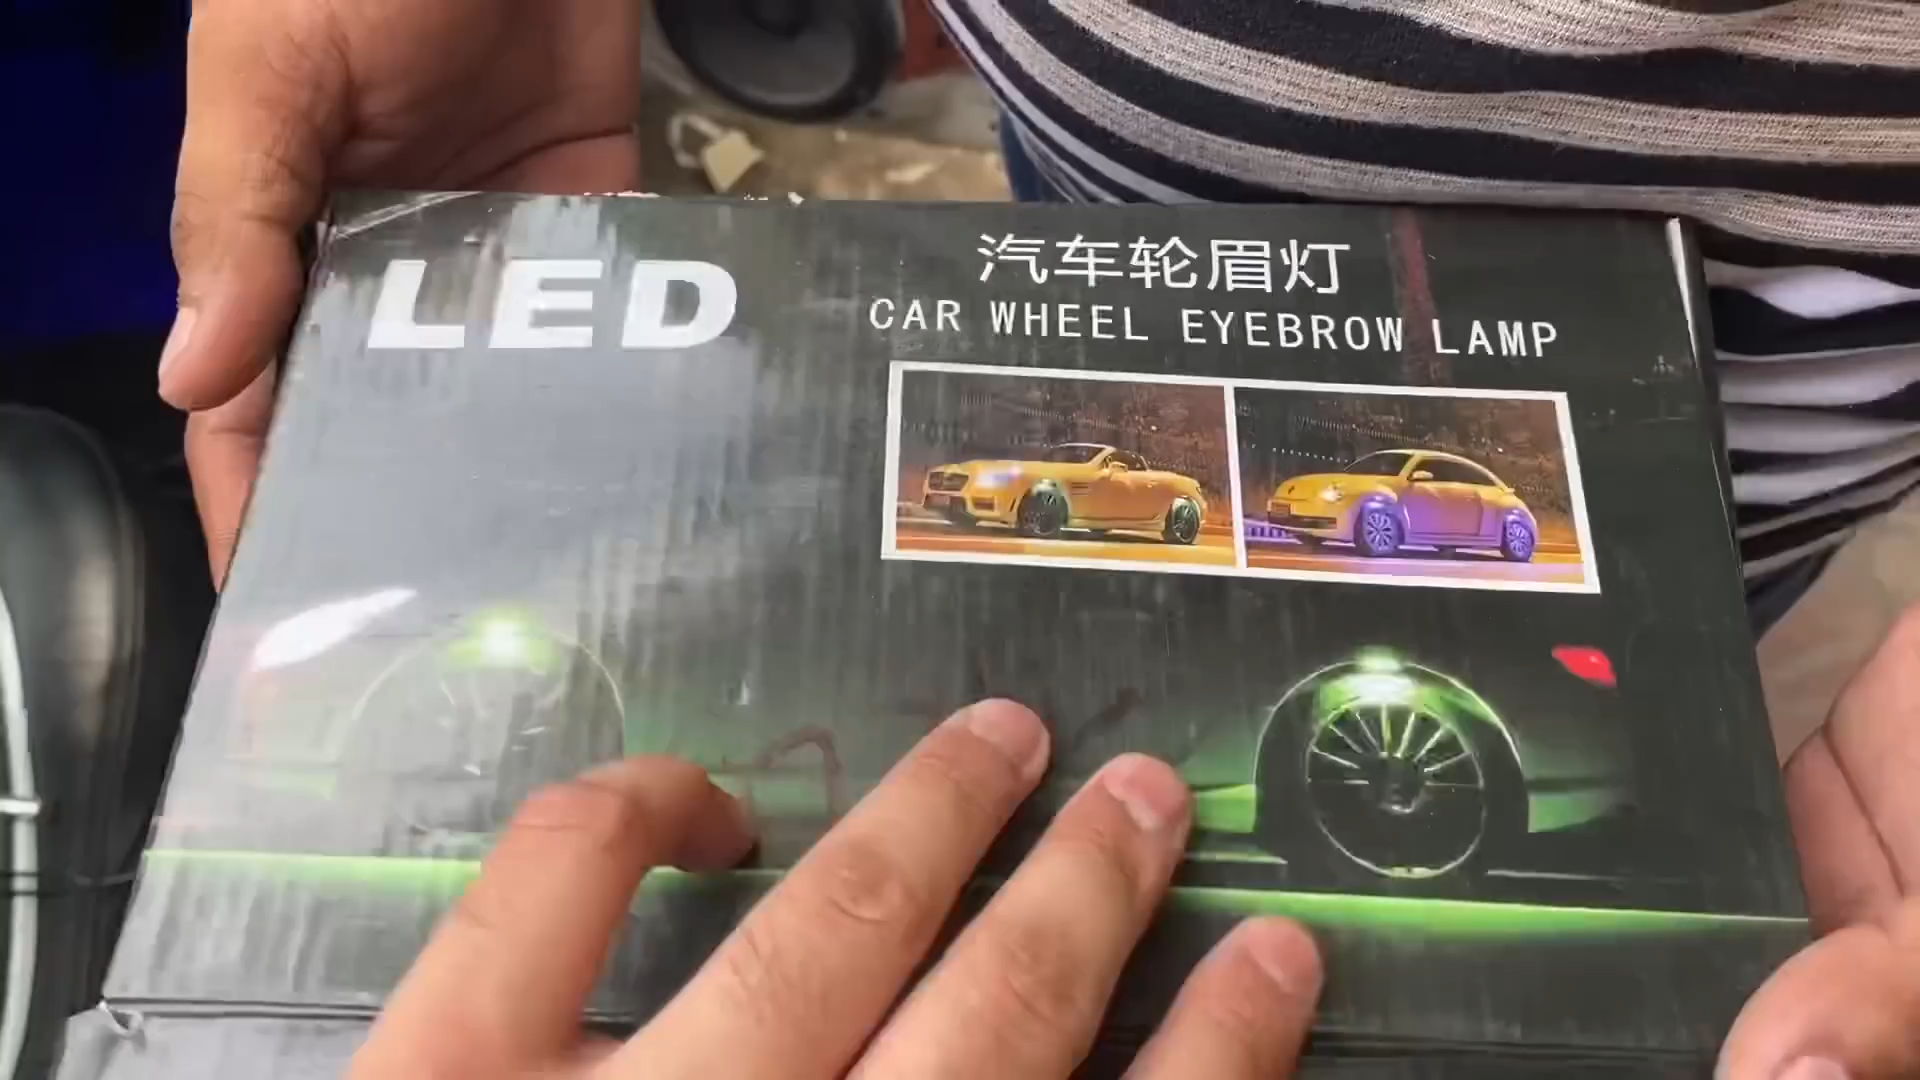 LED
汽车轮眉灯
CAR WHEEL EYEBROW LAMP